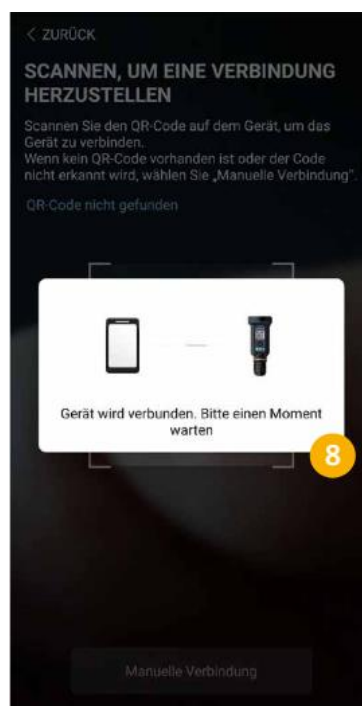 < ZURÜCK
SCANNEN, UM EINE VERBINDUNG
HERZUSTELLEN
Scannen Sie den QR-Code auf dem Gerät, um das
Gerät zu verbinden.
Wenn kein QR-Code vorhanden ist oder der Code
nicht erkannt wird, wählen Sie „Manuelle Verbindung".
QR-Code nicht gefunden
Gerät wird verbunden. Bitte einen Moment
warten
8
Manuelle Verbindung